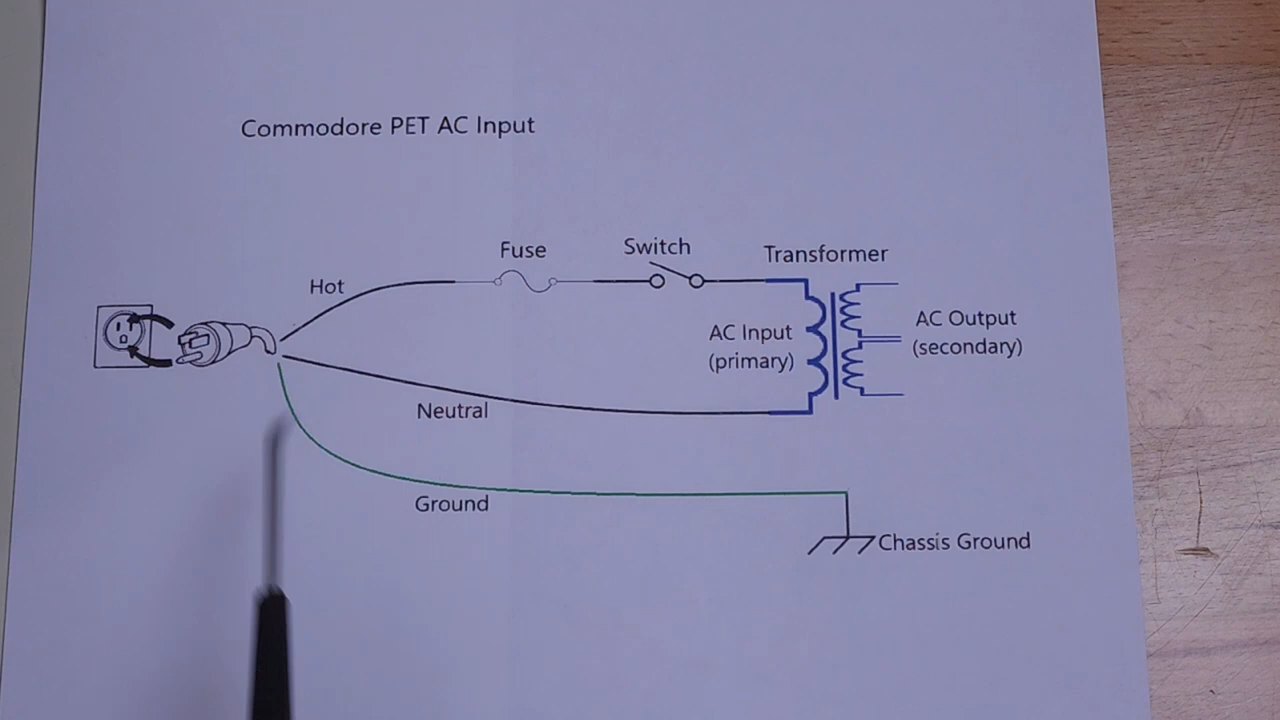 Commodore PET AC Input
Fuse
Switch
Transformer
Hot
AC Input
(primary)
AC Output
(secondary)
Neutral
Ground
Chassis Ground